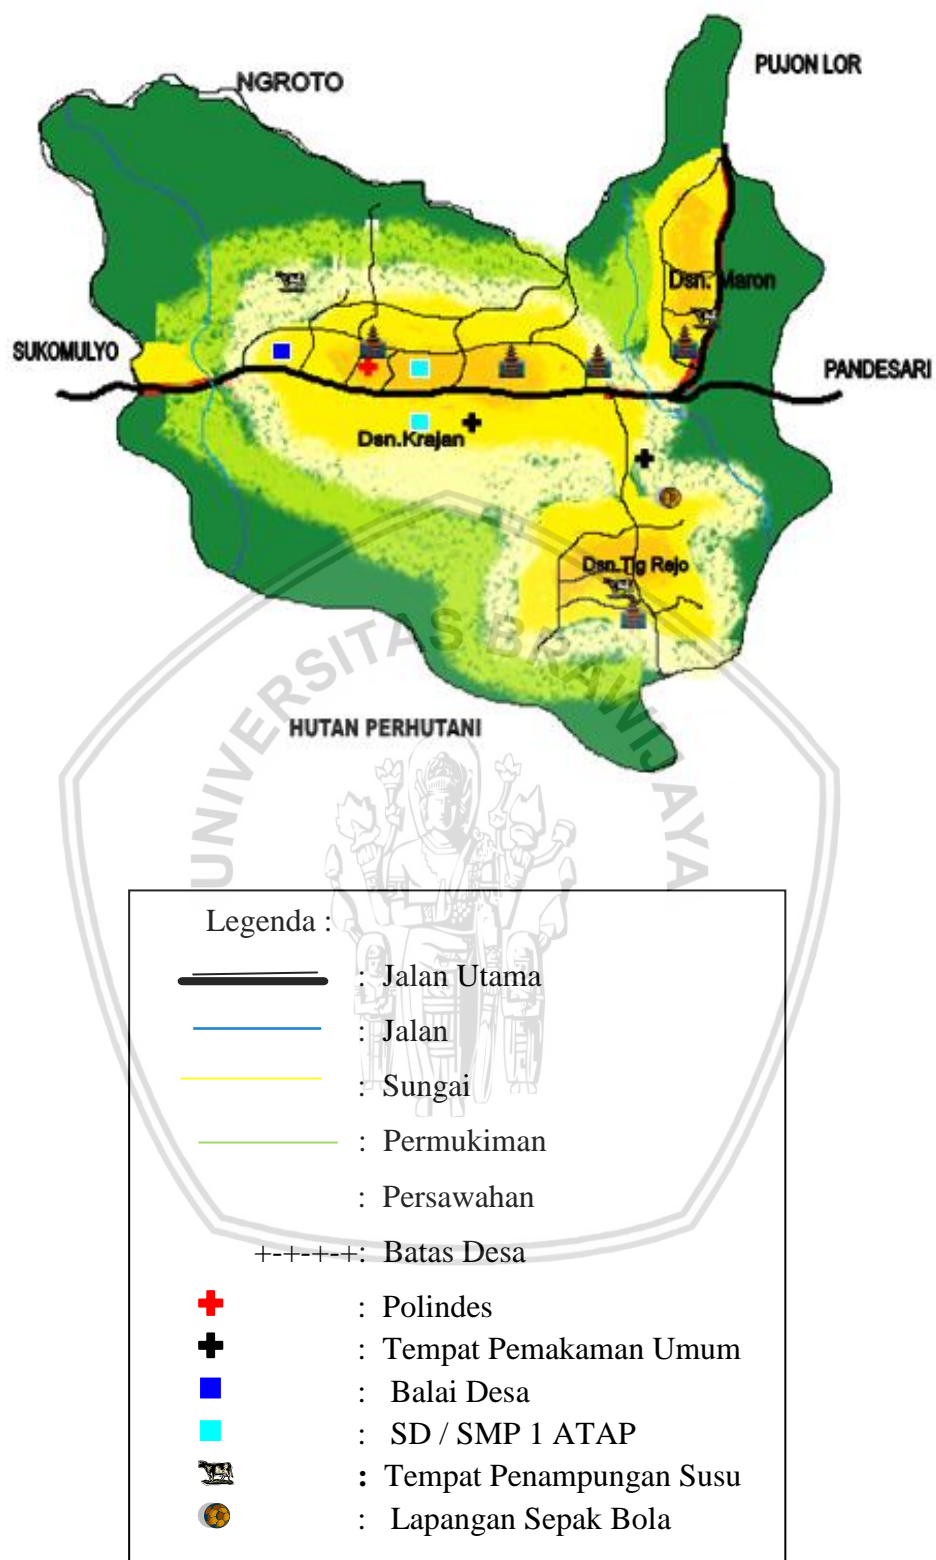 PUJON LOR
NGROTO
Dsn. Maron
SUKOMULYO
PANDESARI
Dsn.Krajan
Dsn.Tlg Rejo
HUTAN PERHUTANI
UNIVERSITAS BRAWIJAYA
Legenda :
: Jalan Utama
: Jalan
: Sungai
: Permukiman
: Persawahan
+-+-+-+: Batas Desa
: Polindes
: Tempat Pemakaman Umum
: Balai Desa
: SD / SMP 1 ATAP
: Tempat Penampungan Susu
: Lapangan Sepak Bola